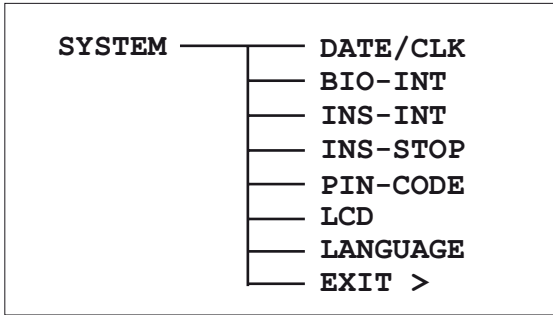 SYSTEM DATE/CLK
BIO-INT
INS-INT
INS-STOP
PIN-CODE
LCD
LANGUAGE
EXIT >